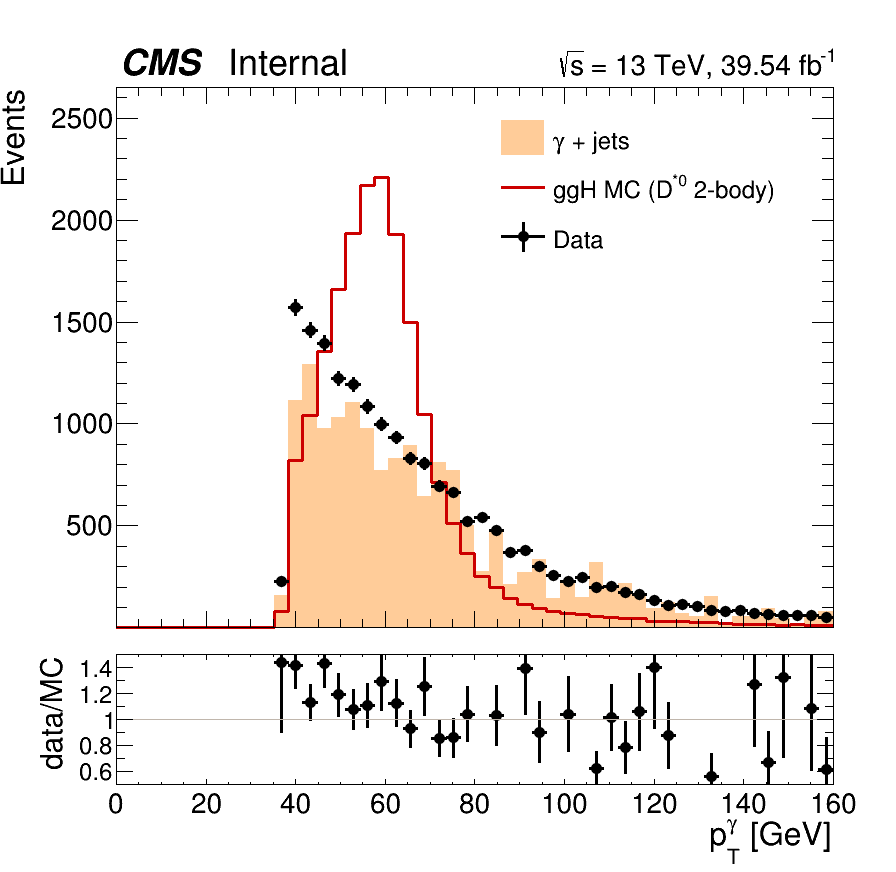 CMS Internal
√s = 13 TeV, 39.54 fb⁻¹
Events
2500
2000
1500
1000
500
γ + jets
ggH MC (D*⁰ 2-body)
Data
data/MC
1.4
1.2
1
0.8
0.6
0 20 40 60 80 100 120 140 160
p_T^γ [GeV]